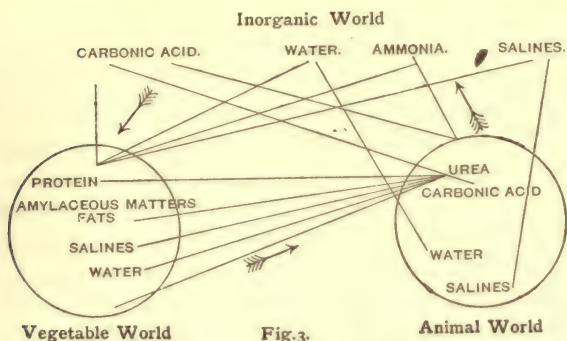 Inorganic World
CARBONIC ACID. WATER. AMMONIA. SALINES.
PROTEIN
AMYLACEOUS MATTERS
FATS
SALINES
WATER
UREA
CARBONIC ACID
WATER
SALINES
Vegetable World Fig.3. Animal World